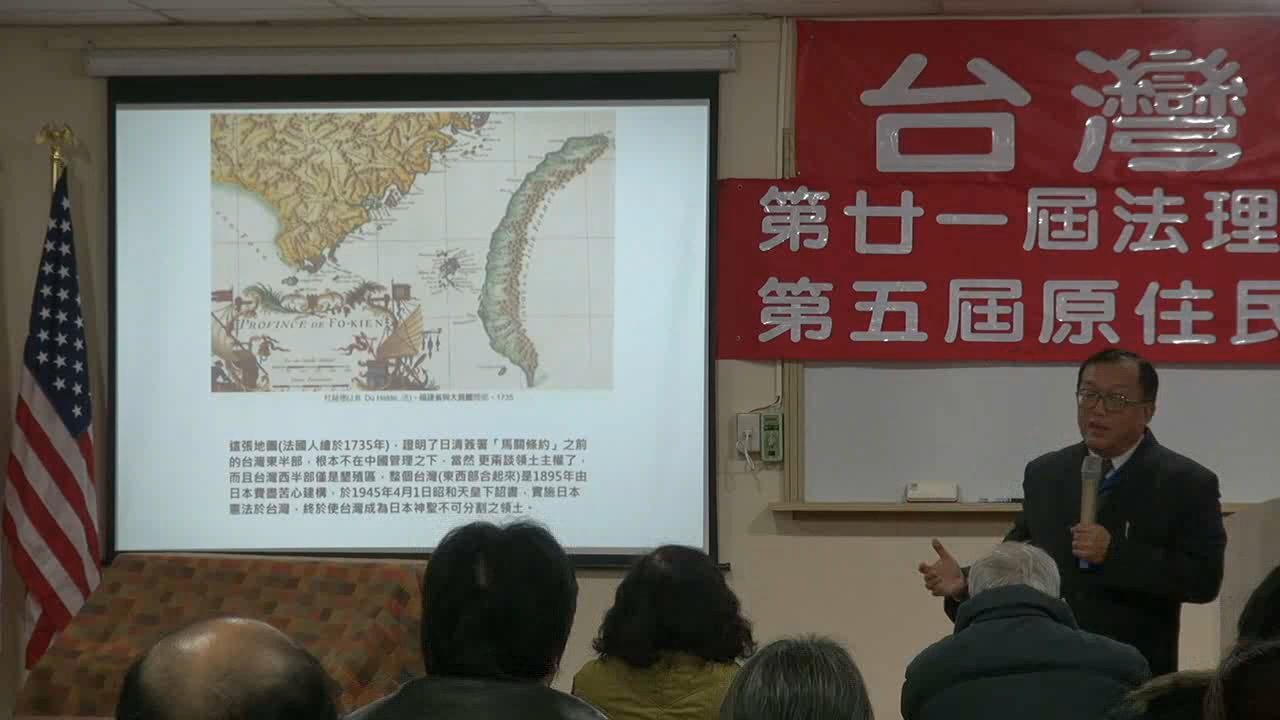 台灣
第廿一屆法理
第五屆原住民
PROVINCE DE FO-KIEN
杜赫德(J.B. Du Halde, 法)、福建省與大員圖局部, 1735
這張地圖(法國人繪於1735年)，證明了日清簽署「馬關條約」之前
的台灣東半部，根本不在中國管理之下，當然 更甭談領土主權了，
而且台灣西半部僅是墾殖區，整個台灣(東西部合起來)是1895年由
日本費盡苦心建構，於1945年4月1日昭和天皇下詔書，實施日本
憲法於台灣，終於使台灣成為日本神聖不可分割之領土。